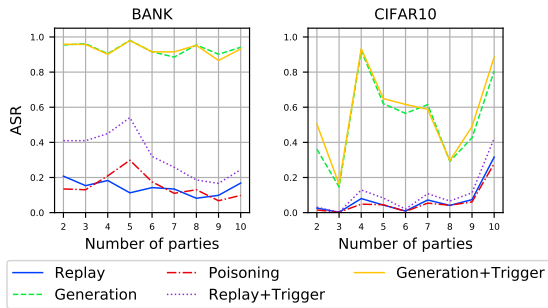 BANK
CIFAR10
ASR
1.0
0.8
0.6
0.4
0.2
0.0
2 3 4 5 6 7 8 9 10
Number of parties
1.0
0.8
0.6
0.4
0.2
0.0
2 3 4 5 6 7 8 9 10
Number of parties
Replay
Generation
Poisoning
Replay+Trigger
Generation+Trigger